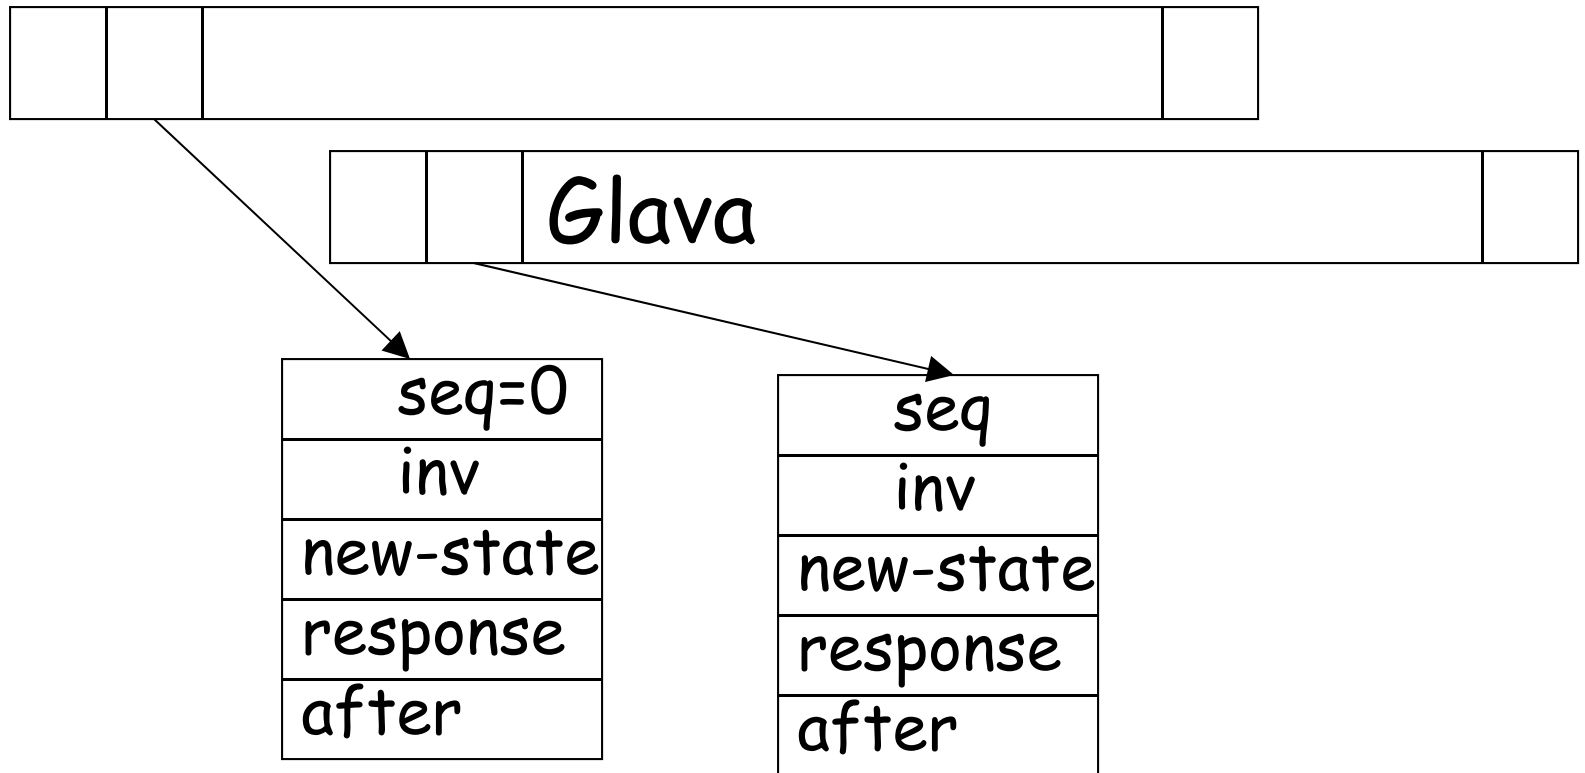 Glava
seq=0
inv
new-state
response
after
seq
inv
new-state
response
after